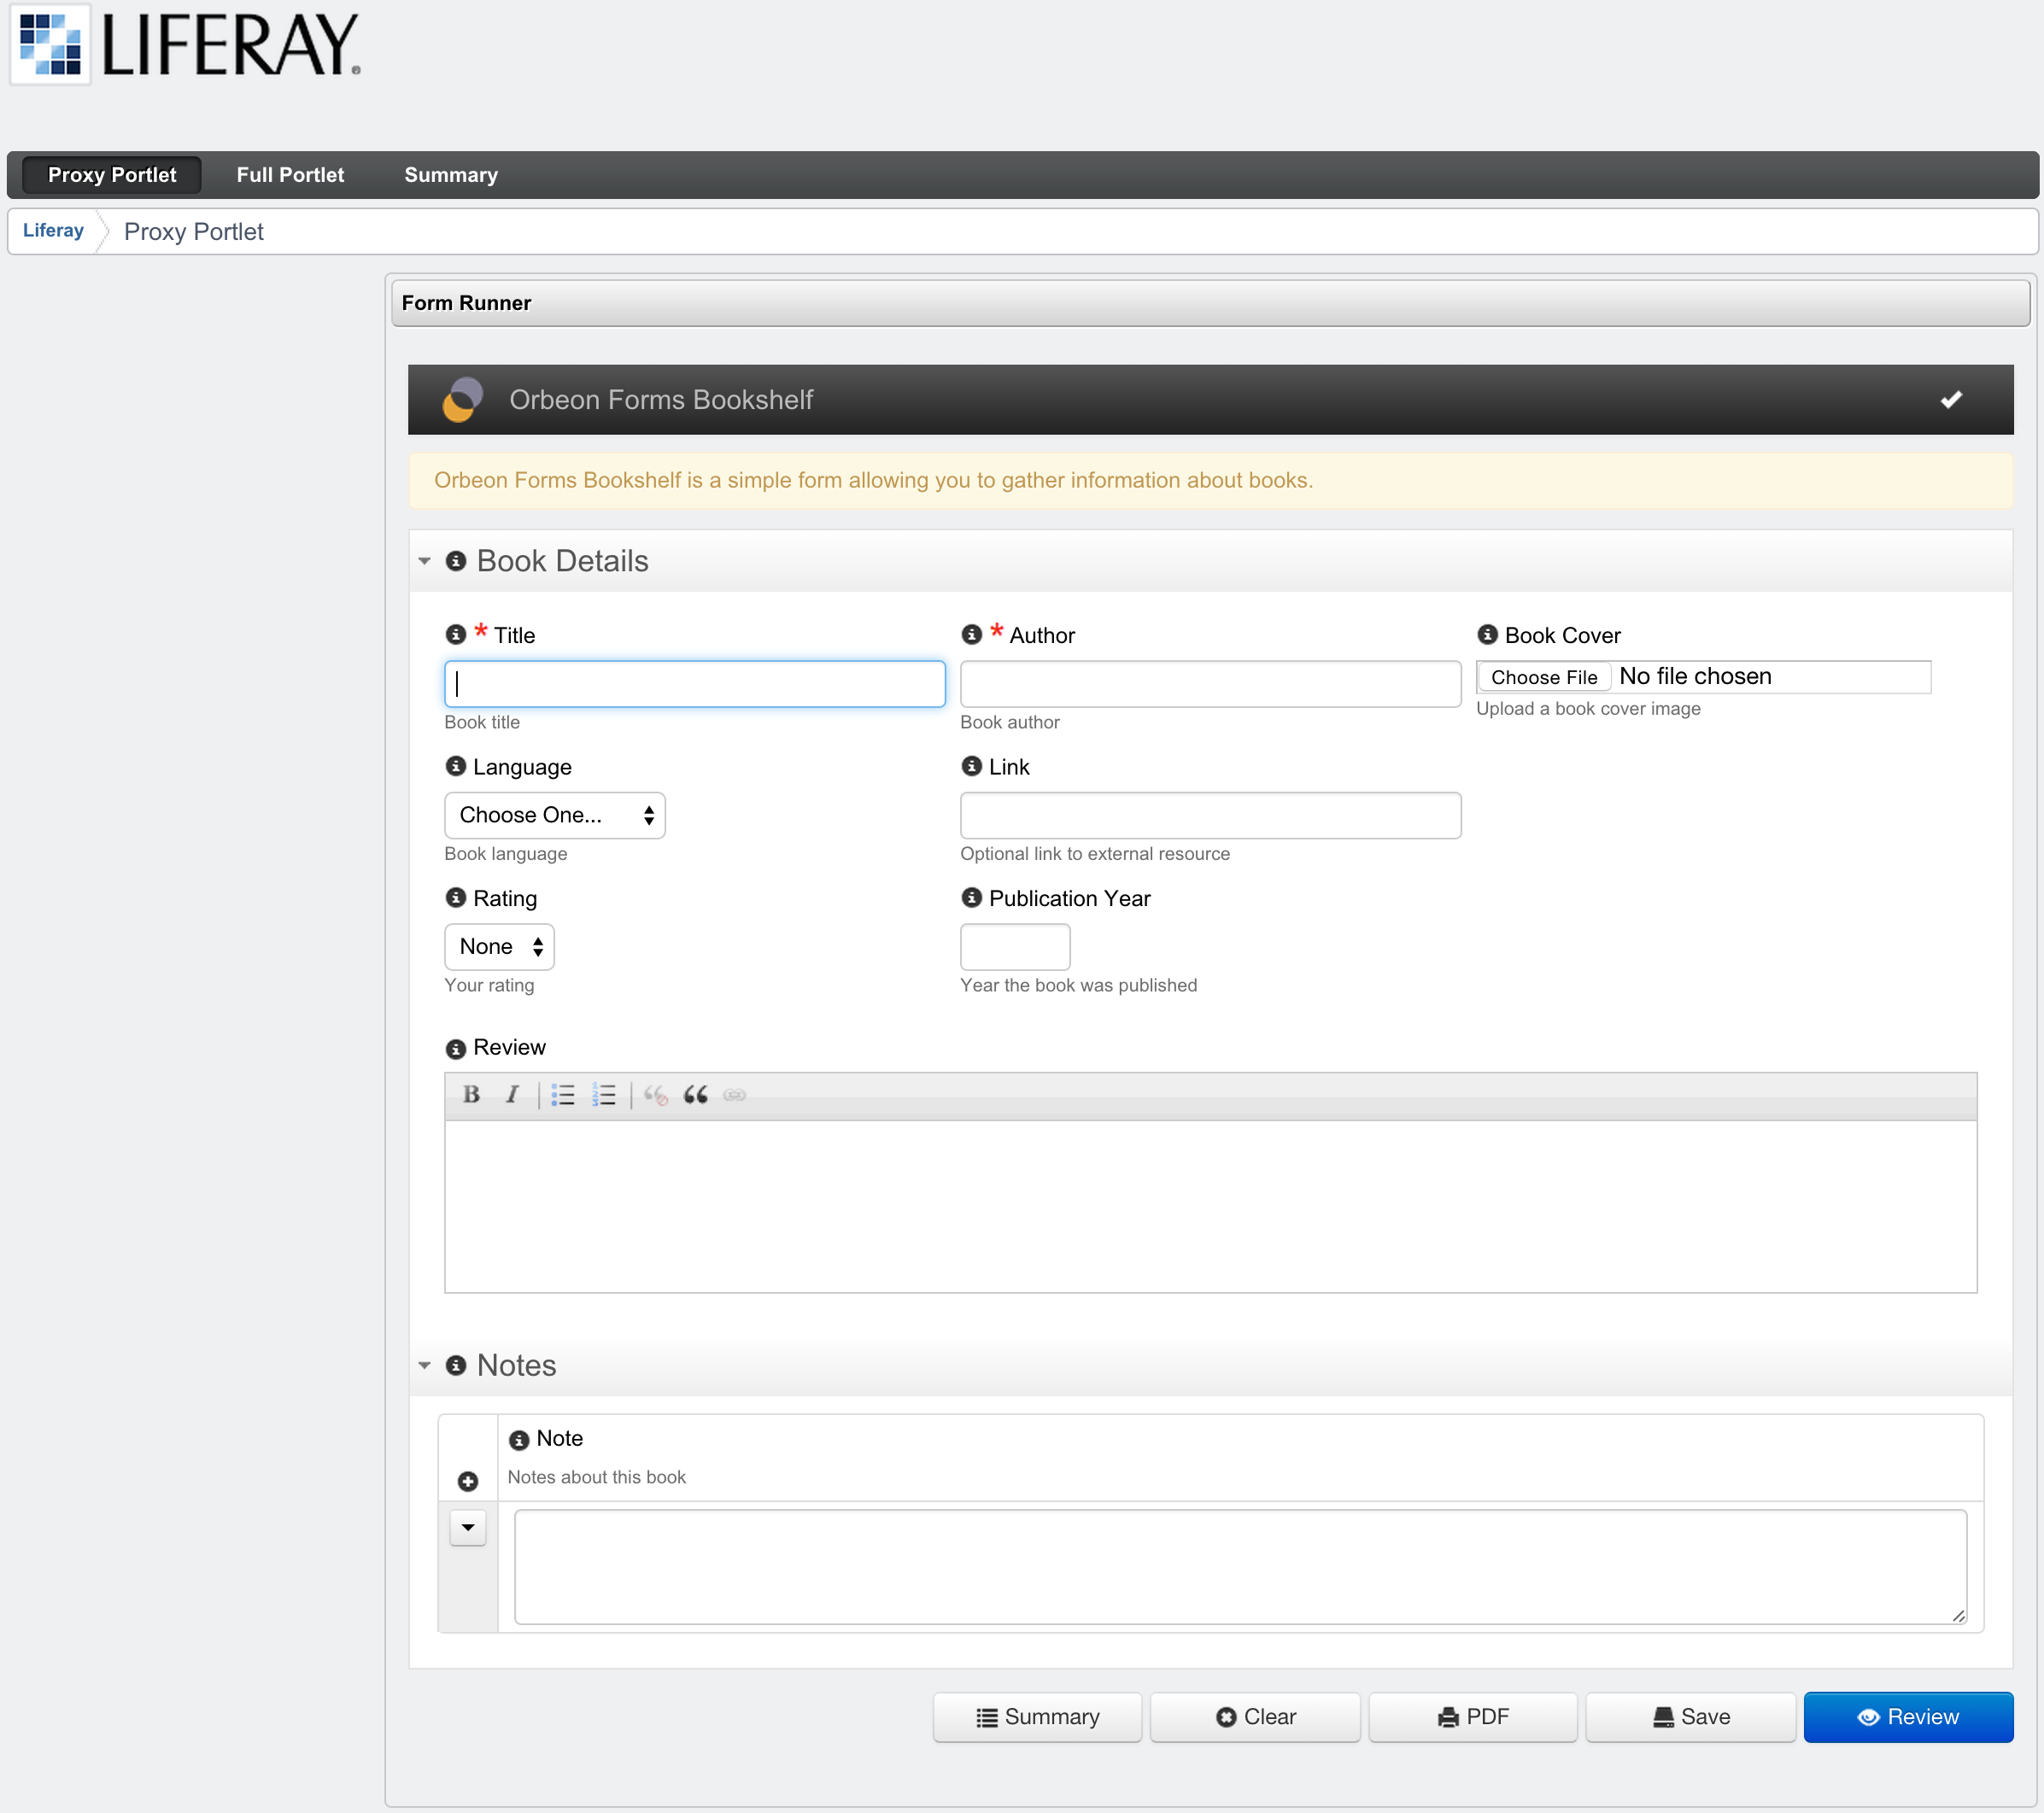 LIFERAY
Proxy Portlet Full Portlet Summary
Liferay Proxy Portlet
Form Runner
Orbeon Forms Bookshelf
Orbeon Forms Bookshelf is a simple form allowing you to gather information about books.
Book Details
* Title * Author Book Cover
Choose File No file chosen
Book title Book author Upload a book cover image
Language Link
Choose One...
Book language Optional link to external resource
Rating Publication Year
None
Your rating Year the book was published
Review
B I
Notes
Note
Notes about this book
Summary Clear PDF Save Review